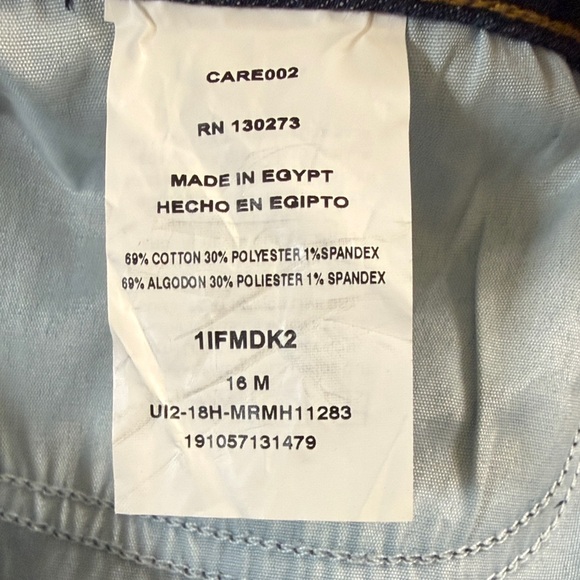 CARE002
RN 130273
MADE IN EGYPT
HECHO EN EGIPTO
69% COTTON 30% POLYESTER 1%SPANDEX
69% ALGODON 30% POLIESTER 1% SPANDEX
1IFMDK2
16 M
UI2-18H-MRMH11283
191057131479